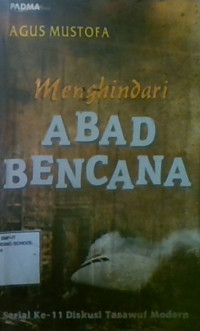 PADMA
AGUS MUSTOFA
Menghindari
ABAD
BENCANA
Serial Ke-11 Diskusi Tasawuf Modern